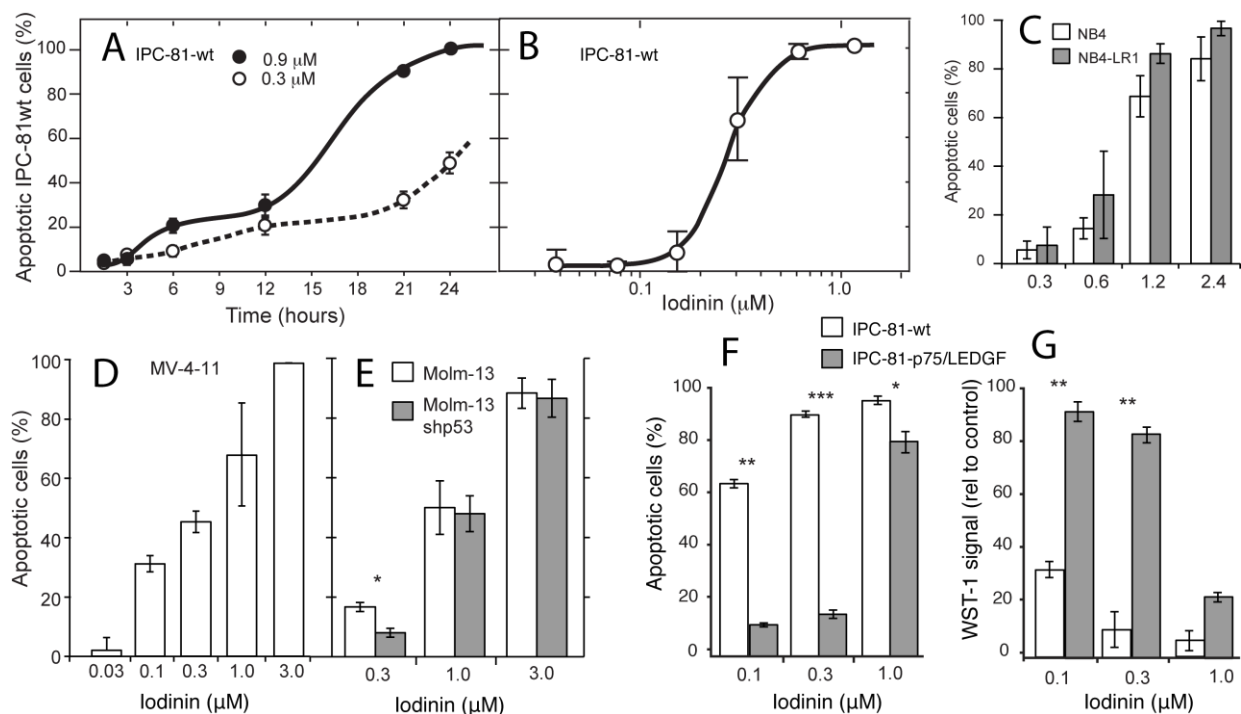 A
IPC-81-wt
0.9 μM
0.3 μM
Apoptotic IPC-81wt cells (%)
100
80
60
40
20
0
3 6 9 12 15 18 21 24
Time (hours)
B
IPC-81-wt
0.1 1.0
Iodinin (μM)
C
NB4
NB4-LR1
Apoptotic cells (%)
100
80
60
40
20
0
0.3 0.6 1.2 2.4
D
MV-4-11
Apoptotic cells (%)
100
80
60
40
20
0
0.03 0.1 0.3 1.0 3.0
Iodinin (μM)
E
Molm-13
Molm-13
shp53
*
0.3 1.0 3.0
Iodinin (μM)
IPC-81-wt
IPC-81-p75/LEDGF
F
Apoptotic cells (%)
100
80
60
40
20
0
** *** *
0.1 0.3 1.0
Iodinin (μM)
G
WST-1 signal (rel to control)
100
80
60
40
20
0
** **
0.1 0.3 1.0
Iodinin (μM)